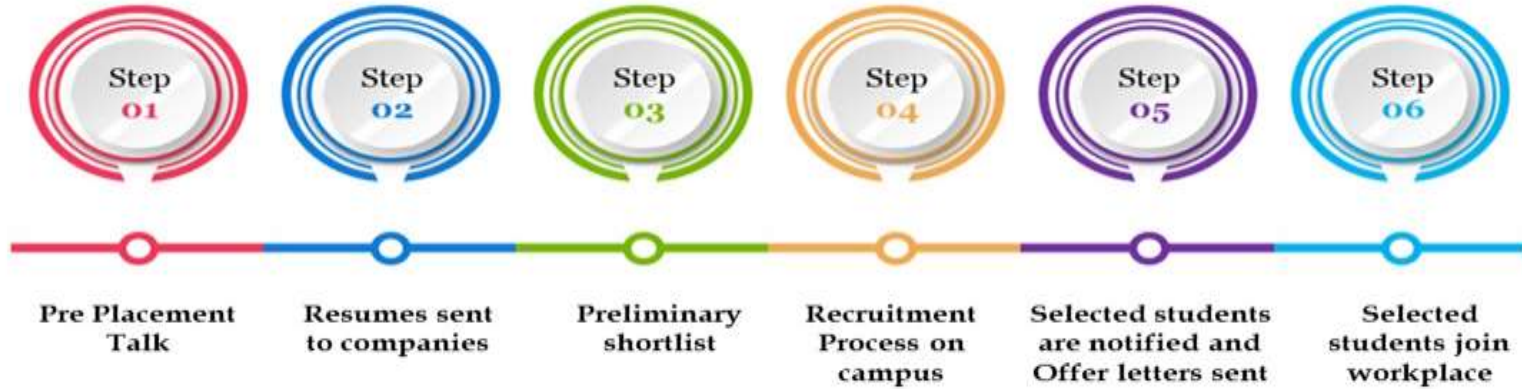 Step
01
Step
02
Step
03
Step
04
Step
05
Step
06
Pre Placement
Talk
Resumes sent
to companies
Preliminary
shortlist
Recruitment
Process on
campus
Selected students
are notified and
Offer letters sent
Selected
students join
workplace